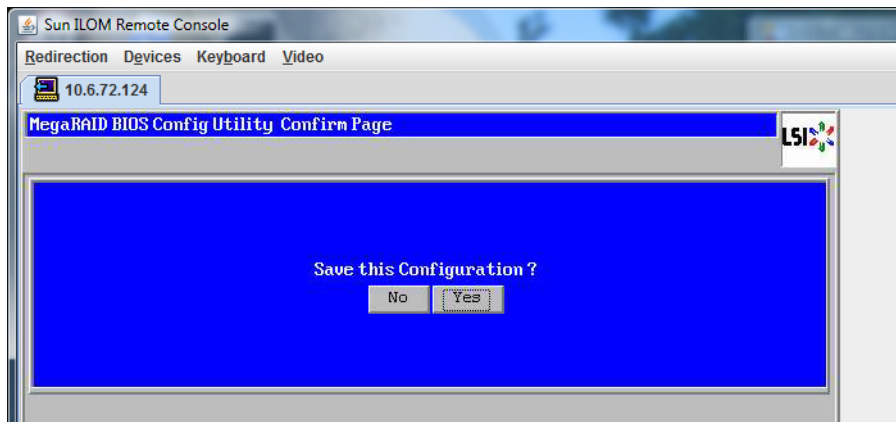 Sun ILOM Remote Console
Redirection Devices Keyboard Video
10.6.72.124
MegaRAID BIOS Config Utility Confirm Page
LSI
Save this Configuration ?
No Yes